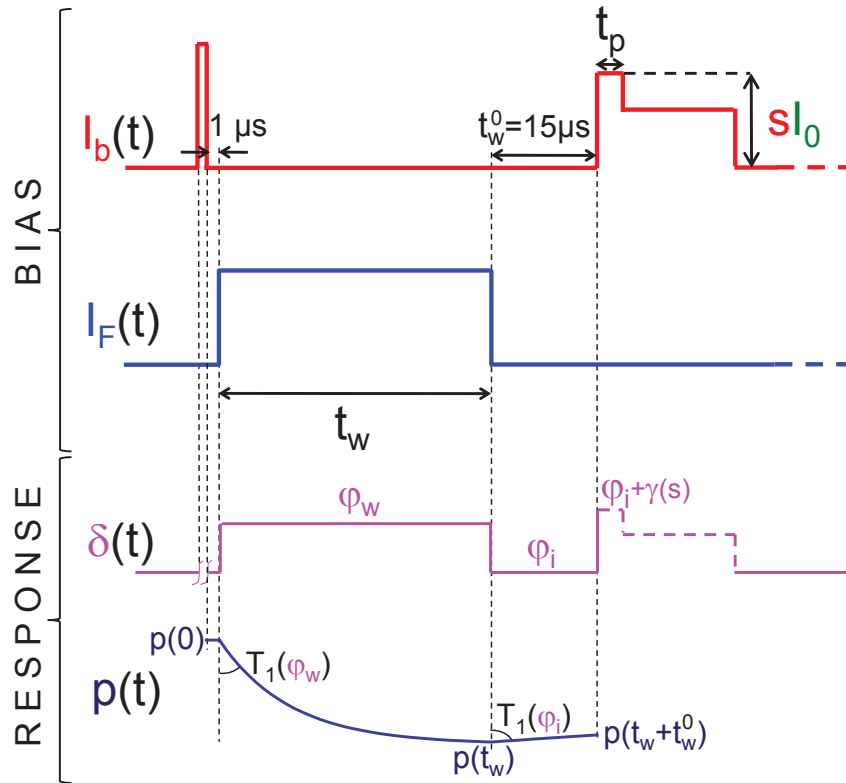 BIAS
I_b(t)
1 µs
t_w^0=15µs
t_p
sI_0
I_F(t)
t_w
RESPONSE
δ(t)
φ_w
φ_i
φ_i+γ(s)
p(t)
p(0)
T_1(φ_w)
p(t_w)
T_1(φ_i)
p(t_w+t_w^0)